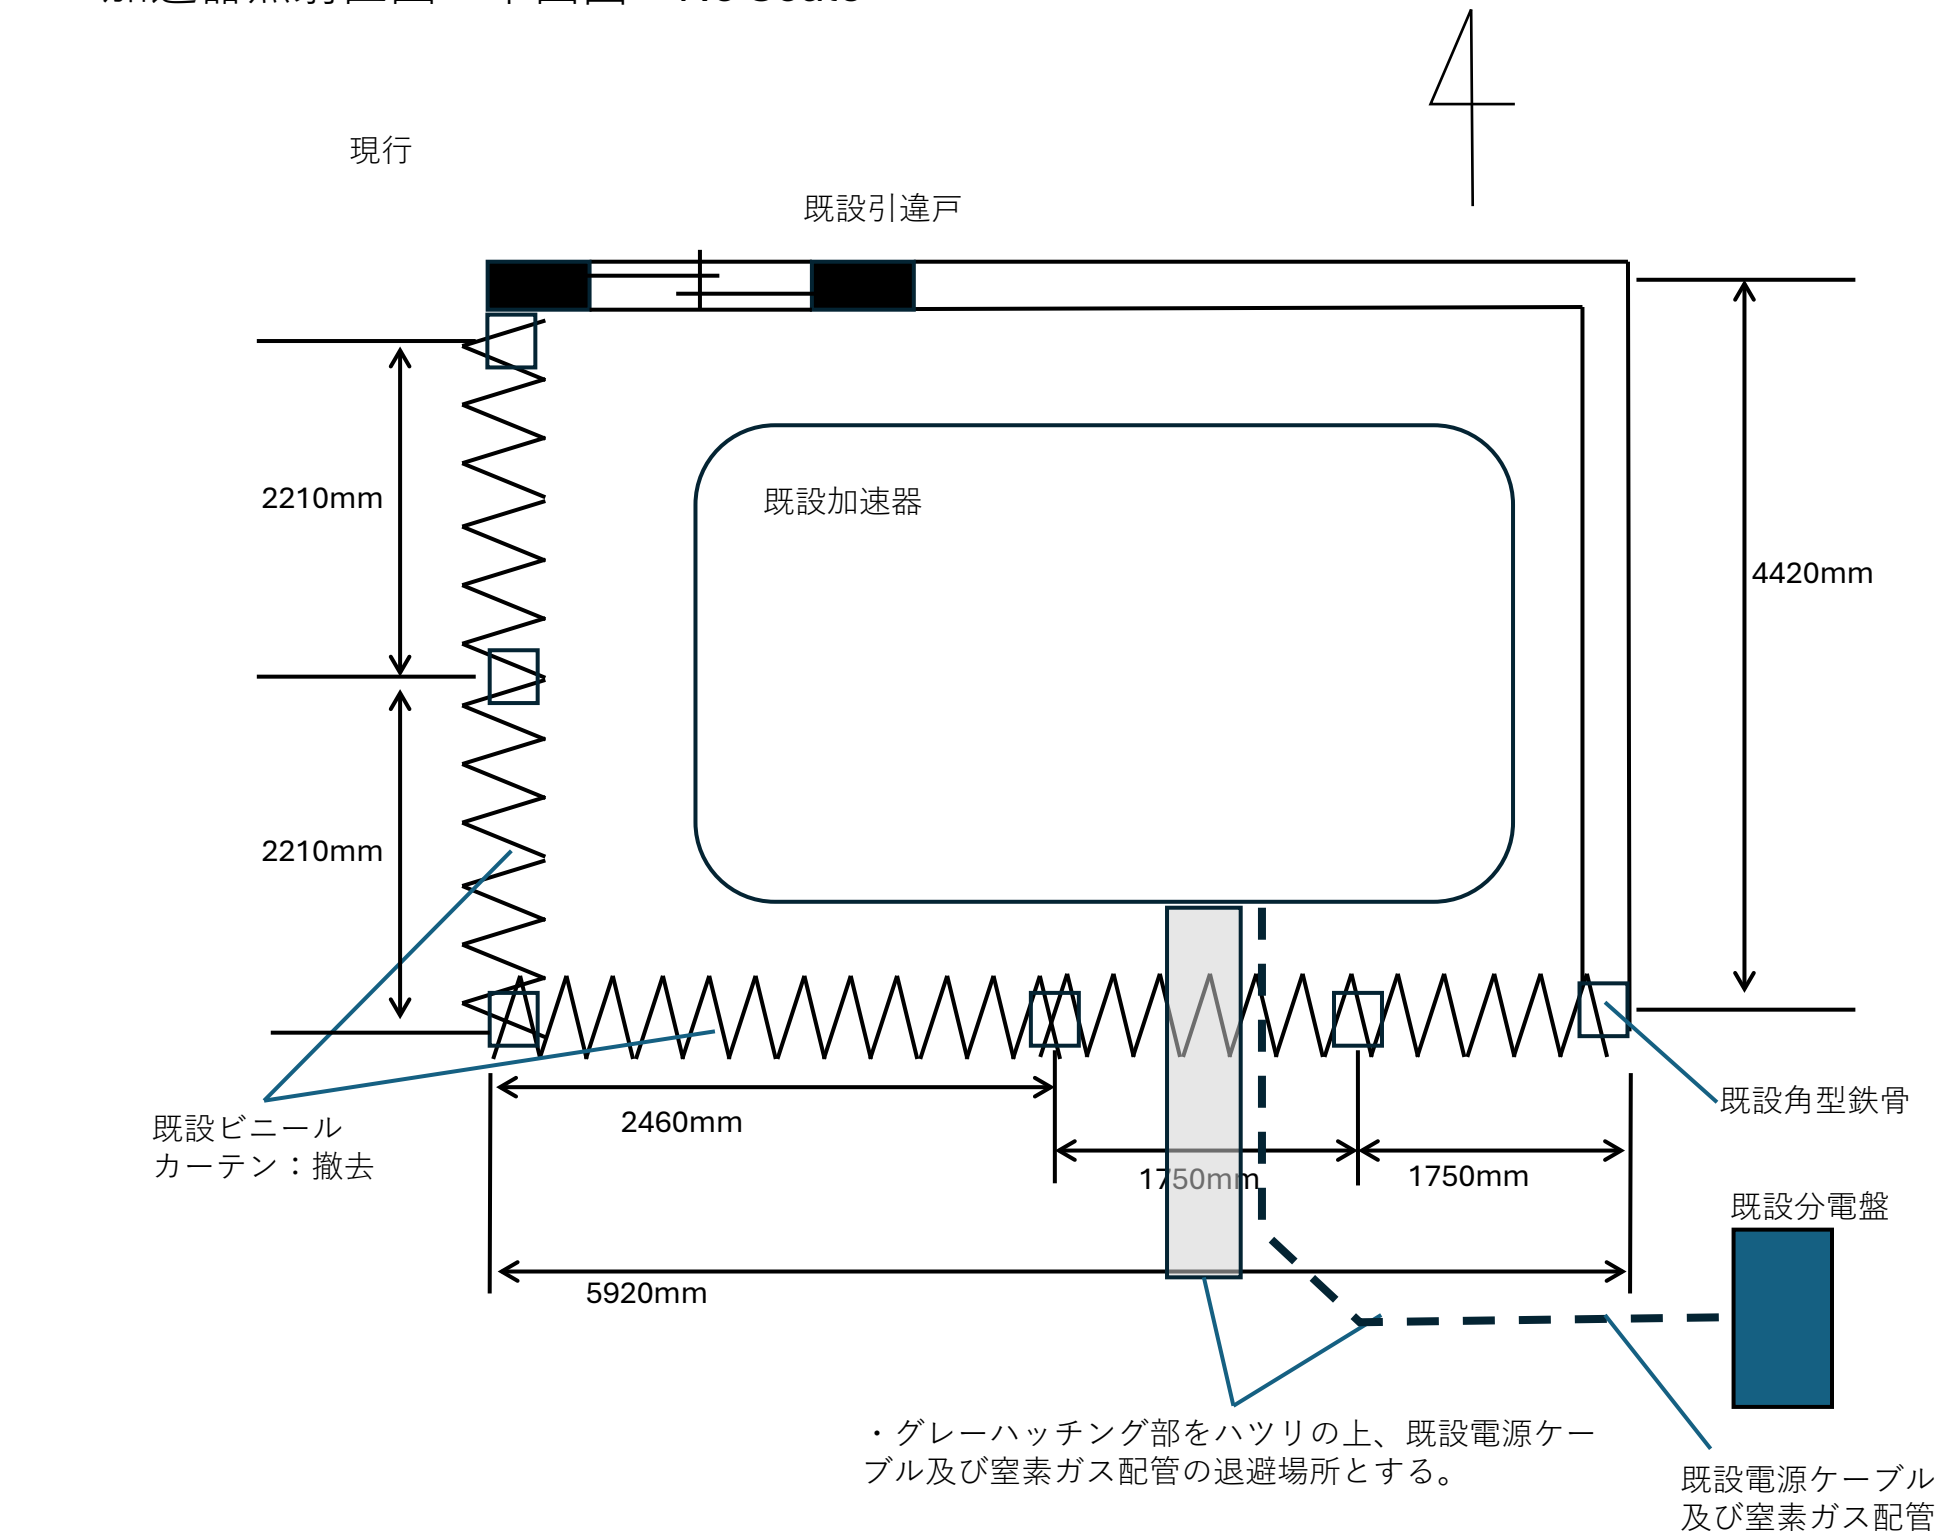 現行
既設引違戸
既設加速器
2210mm
4420mm
2210mm
既設角型鉄骨
既設ビニール
カーテン：撤去
2460mm
1750mm
1750mm
既設分電盤
5920mm
・グレーハッチング部をハツリの上、既設電源ケー
ブル及び窒素ガス配管の退避場所とする。
既設電源ケーブル
及び窒素ガス配管